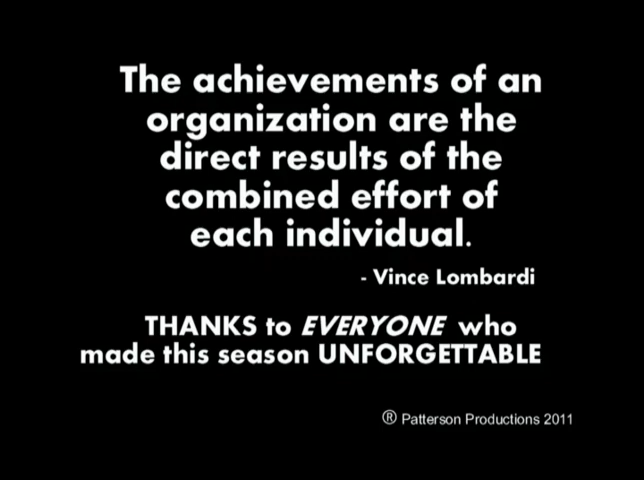 The achievements of an
organization are the
direct results of the
combined effort of
each individual.
- Vince Lombardi
THANKS to EVERYONE who
made this season UNFORGETTABLE
® Patterson Productions 2011